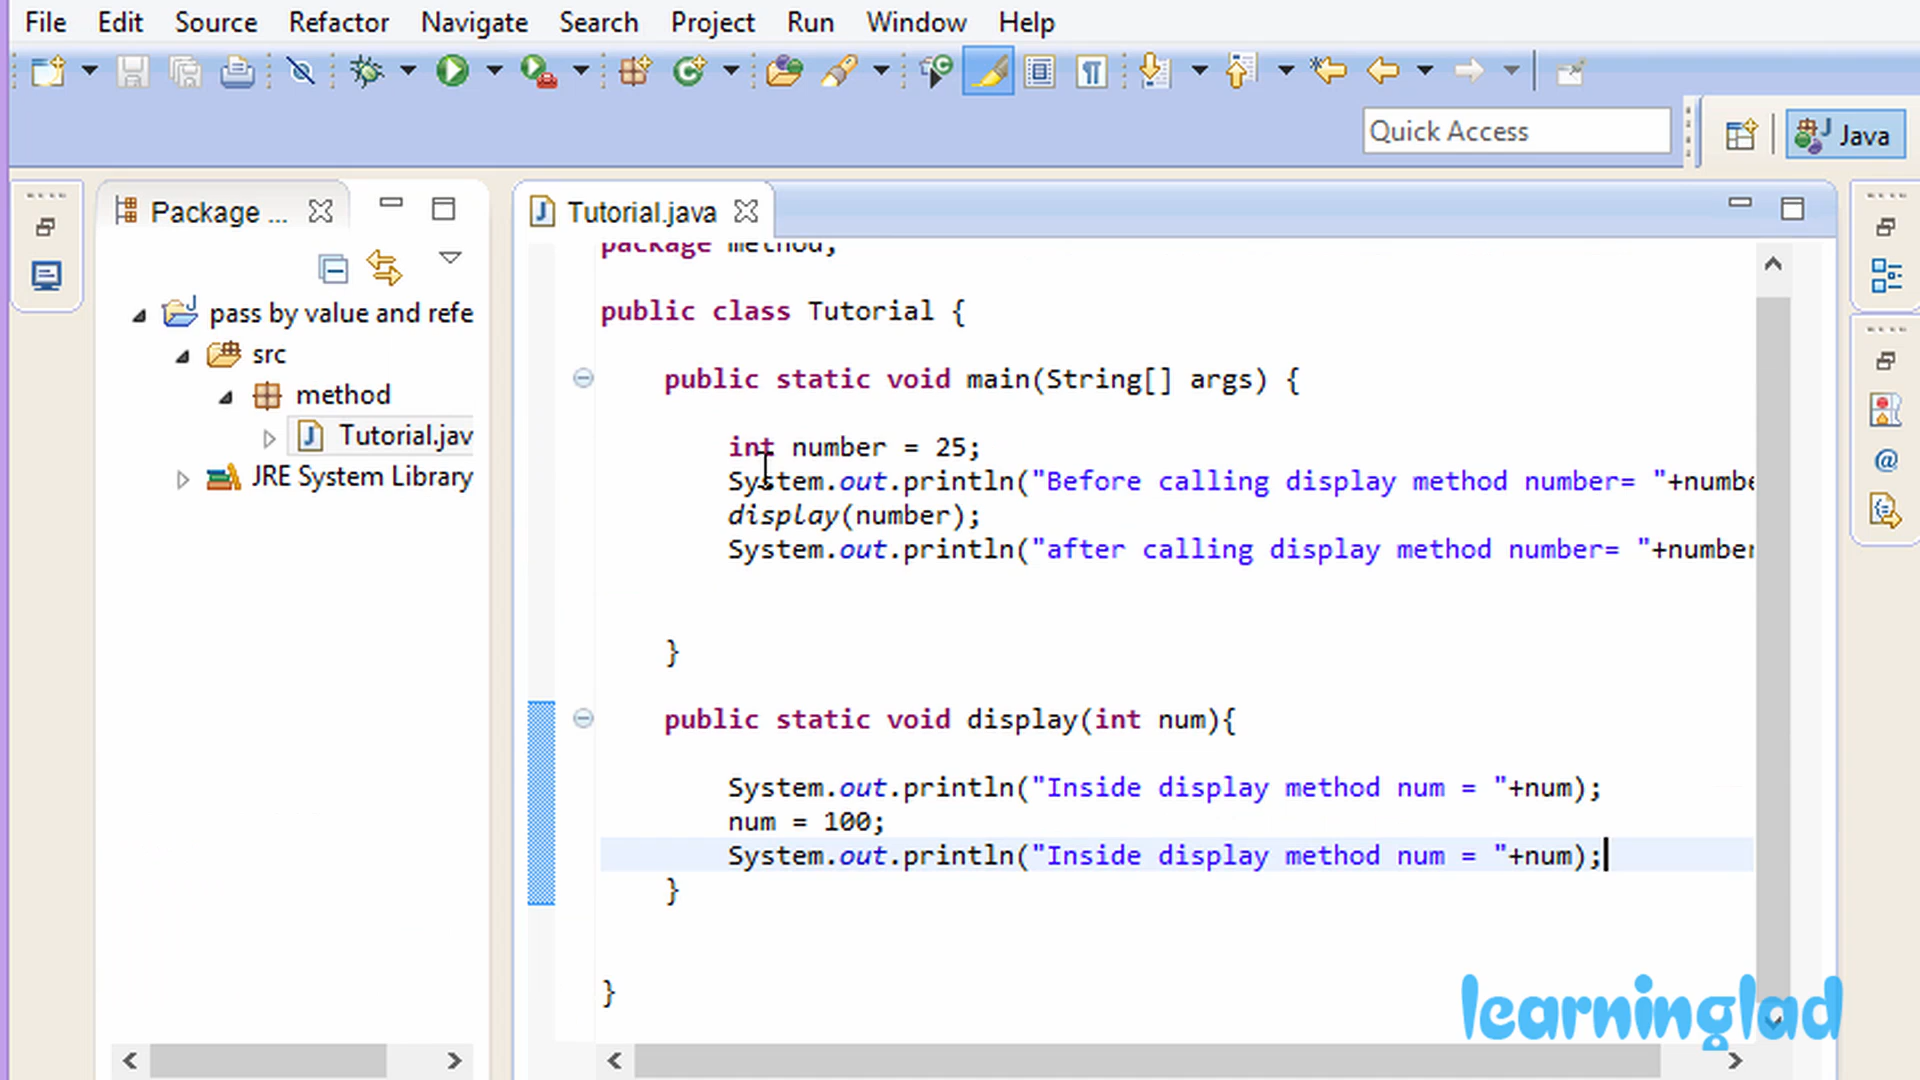 File Edit Source Refactor Navigate Search Project Run Window Help
Quick Access
Java
Package ...
Tutorial.java
pass by value and refe
src
method
Tutorial.jav
JRE System Library
package method;
public class Tutorial {
public static void main(String[] args) {
int number = 25;
System.out.println("Before calling display method number= "+numbe
display(number);
System.out.println("after calling display method number= "+number
}
public static void display(int num){
System.out.println("Inside display method num = "+num);
num = 100;
System.out.println("Inside display method num = "+num);
}
}
learninglad